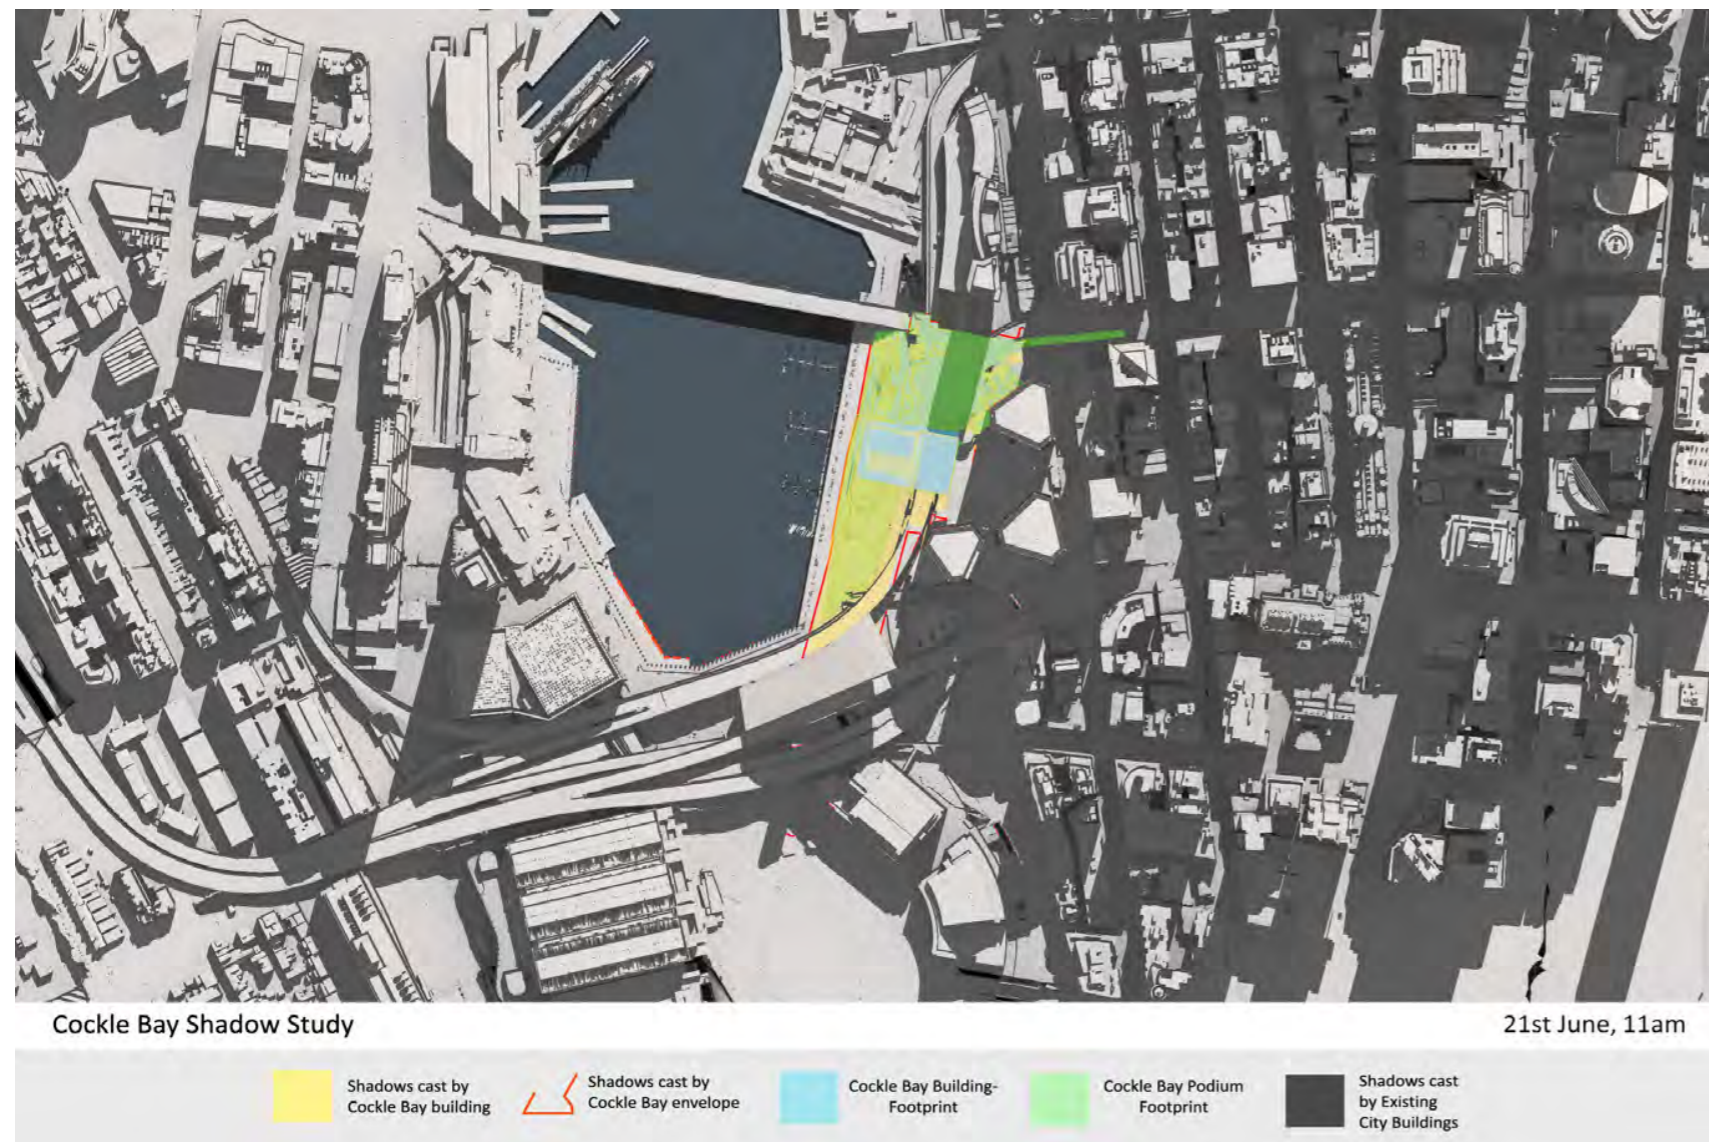 Cockle Bay Shadow Study
21st June, 11am
Shadows cast by
Cockle Bay building
Shadows cast by
Cockle Bay envelope
Cockle Bay Building-
Footprint
Cockle Bay Podium
Footprint
Shadows cast
by Existing
City Buildings